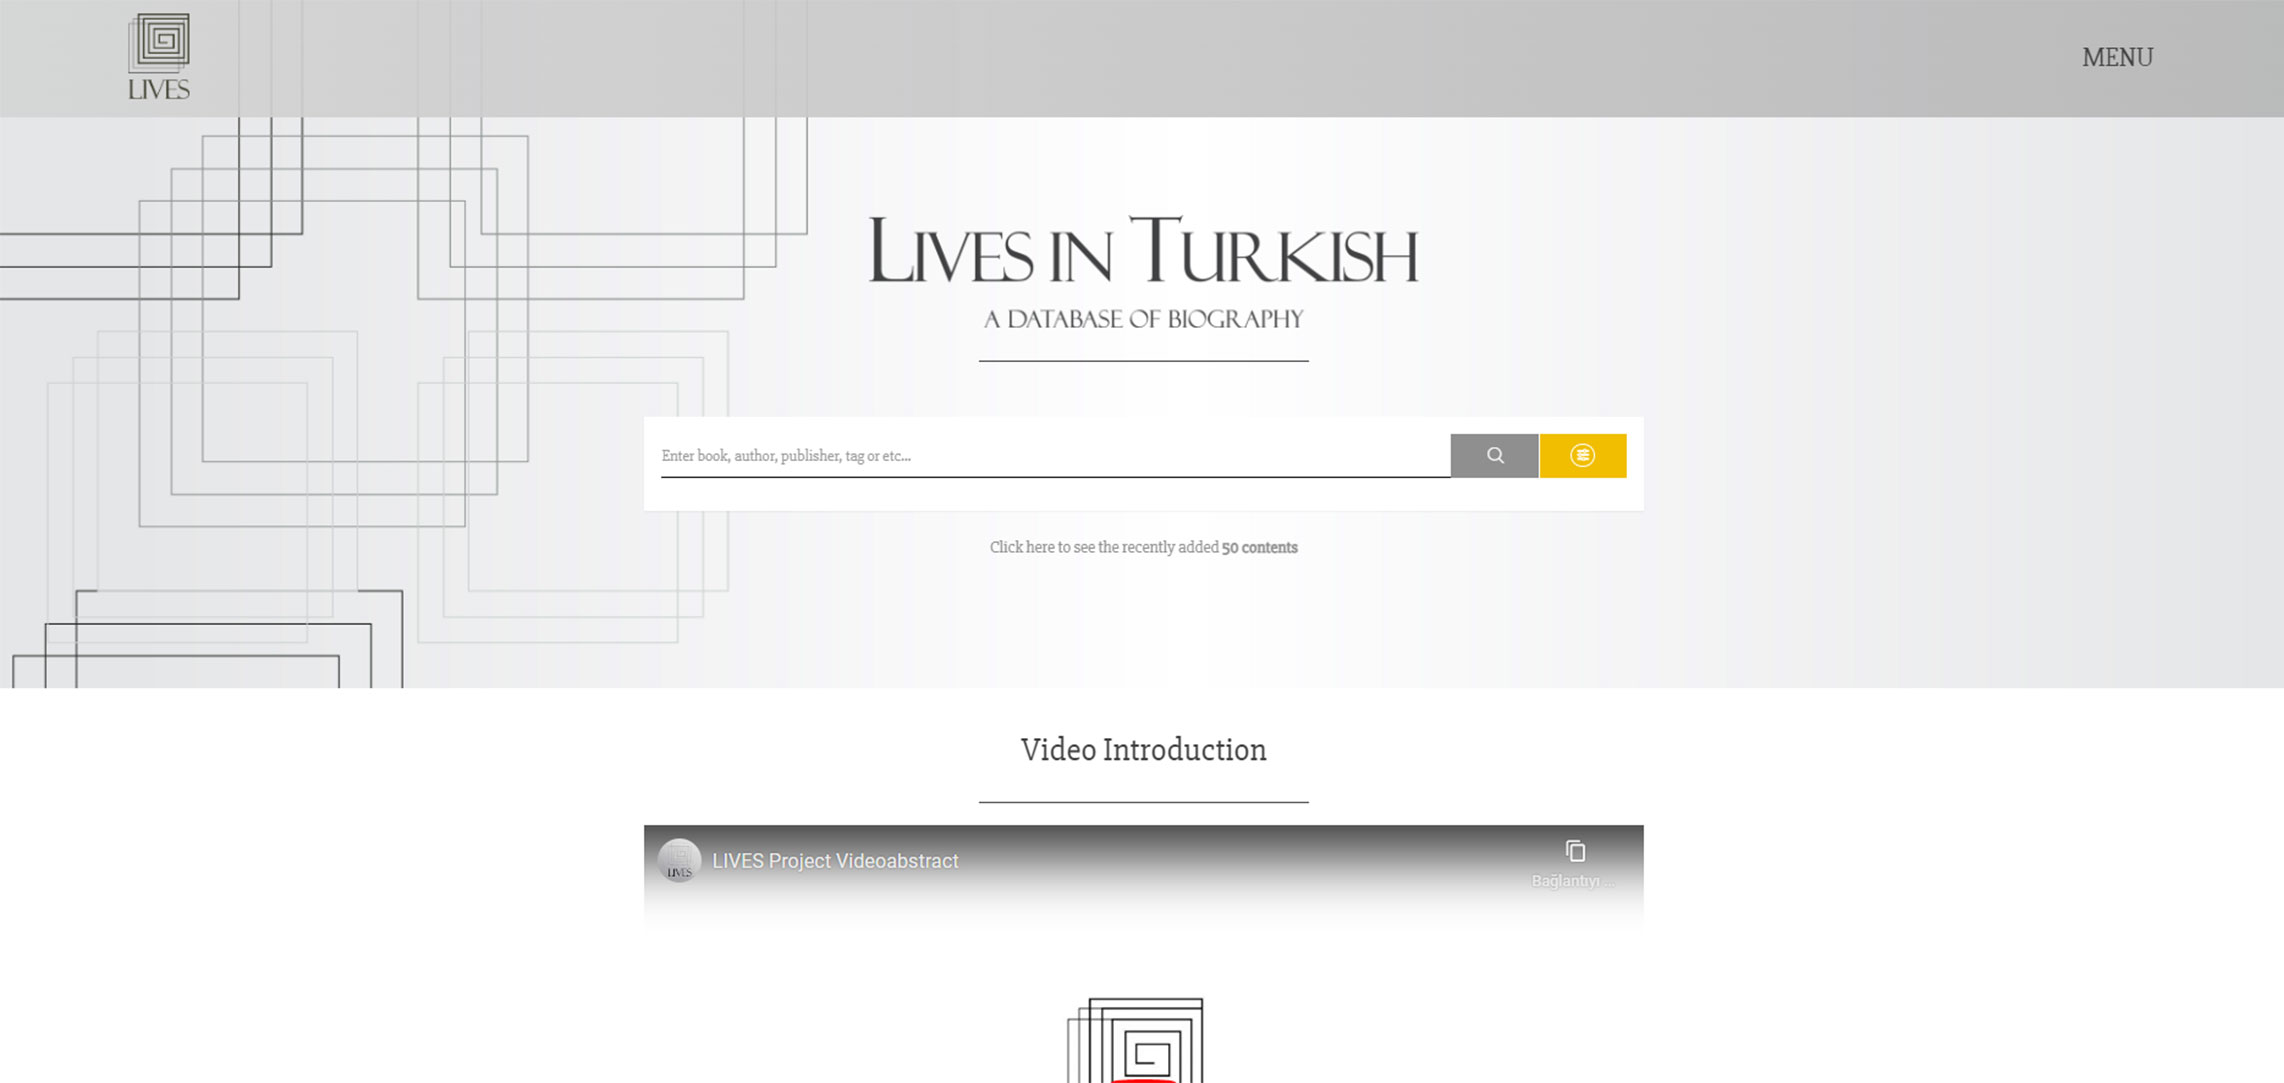 LIVES
MENU
LIVES IN TURKISH
A DATABASE OF BIOGRAPHY
Enter book, author, publisher, tag or etc...
Click here to see the recently added 50 contents
Video Introduction
LIVES
LIVES Project Videoabstract
Bağlantıyı ...